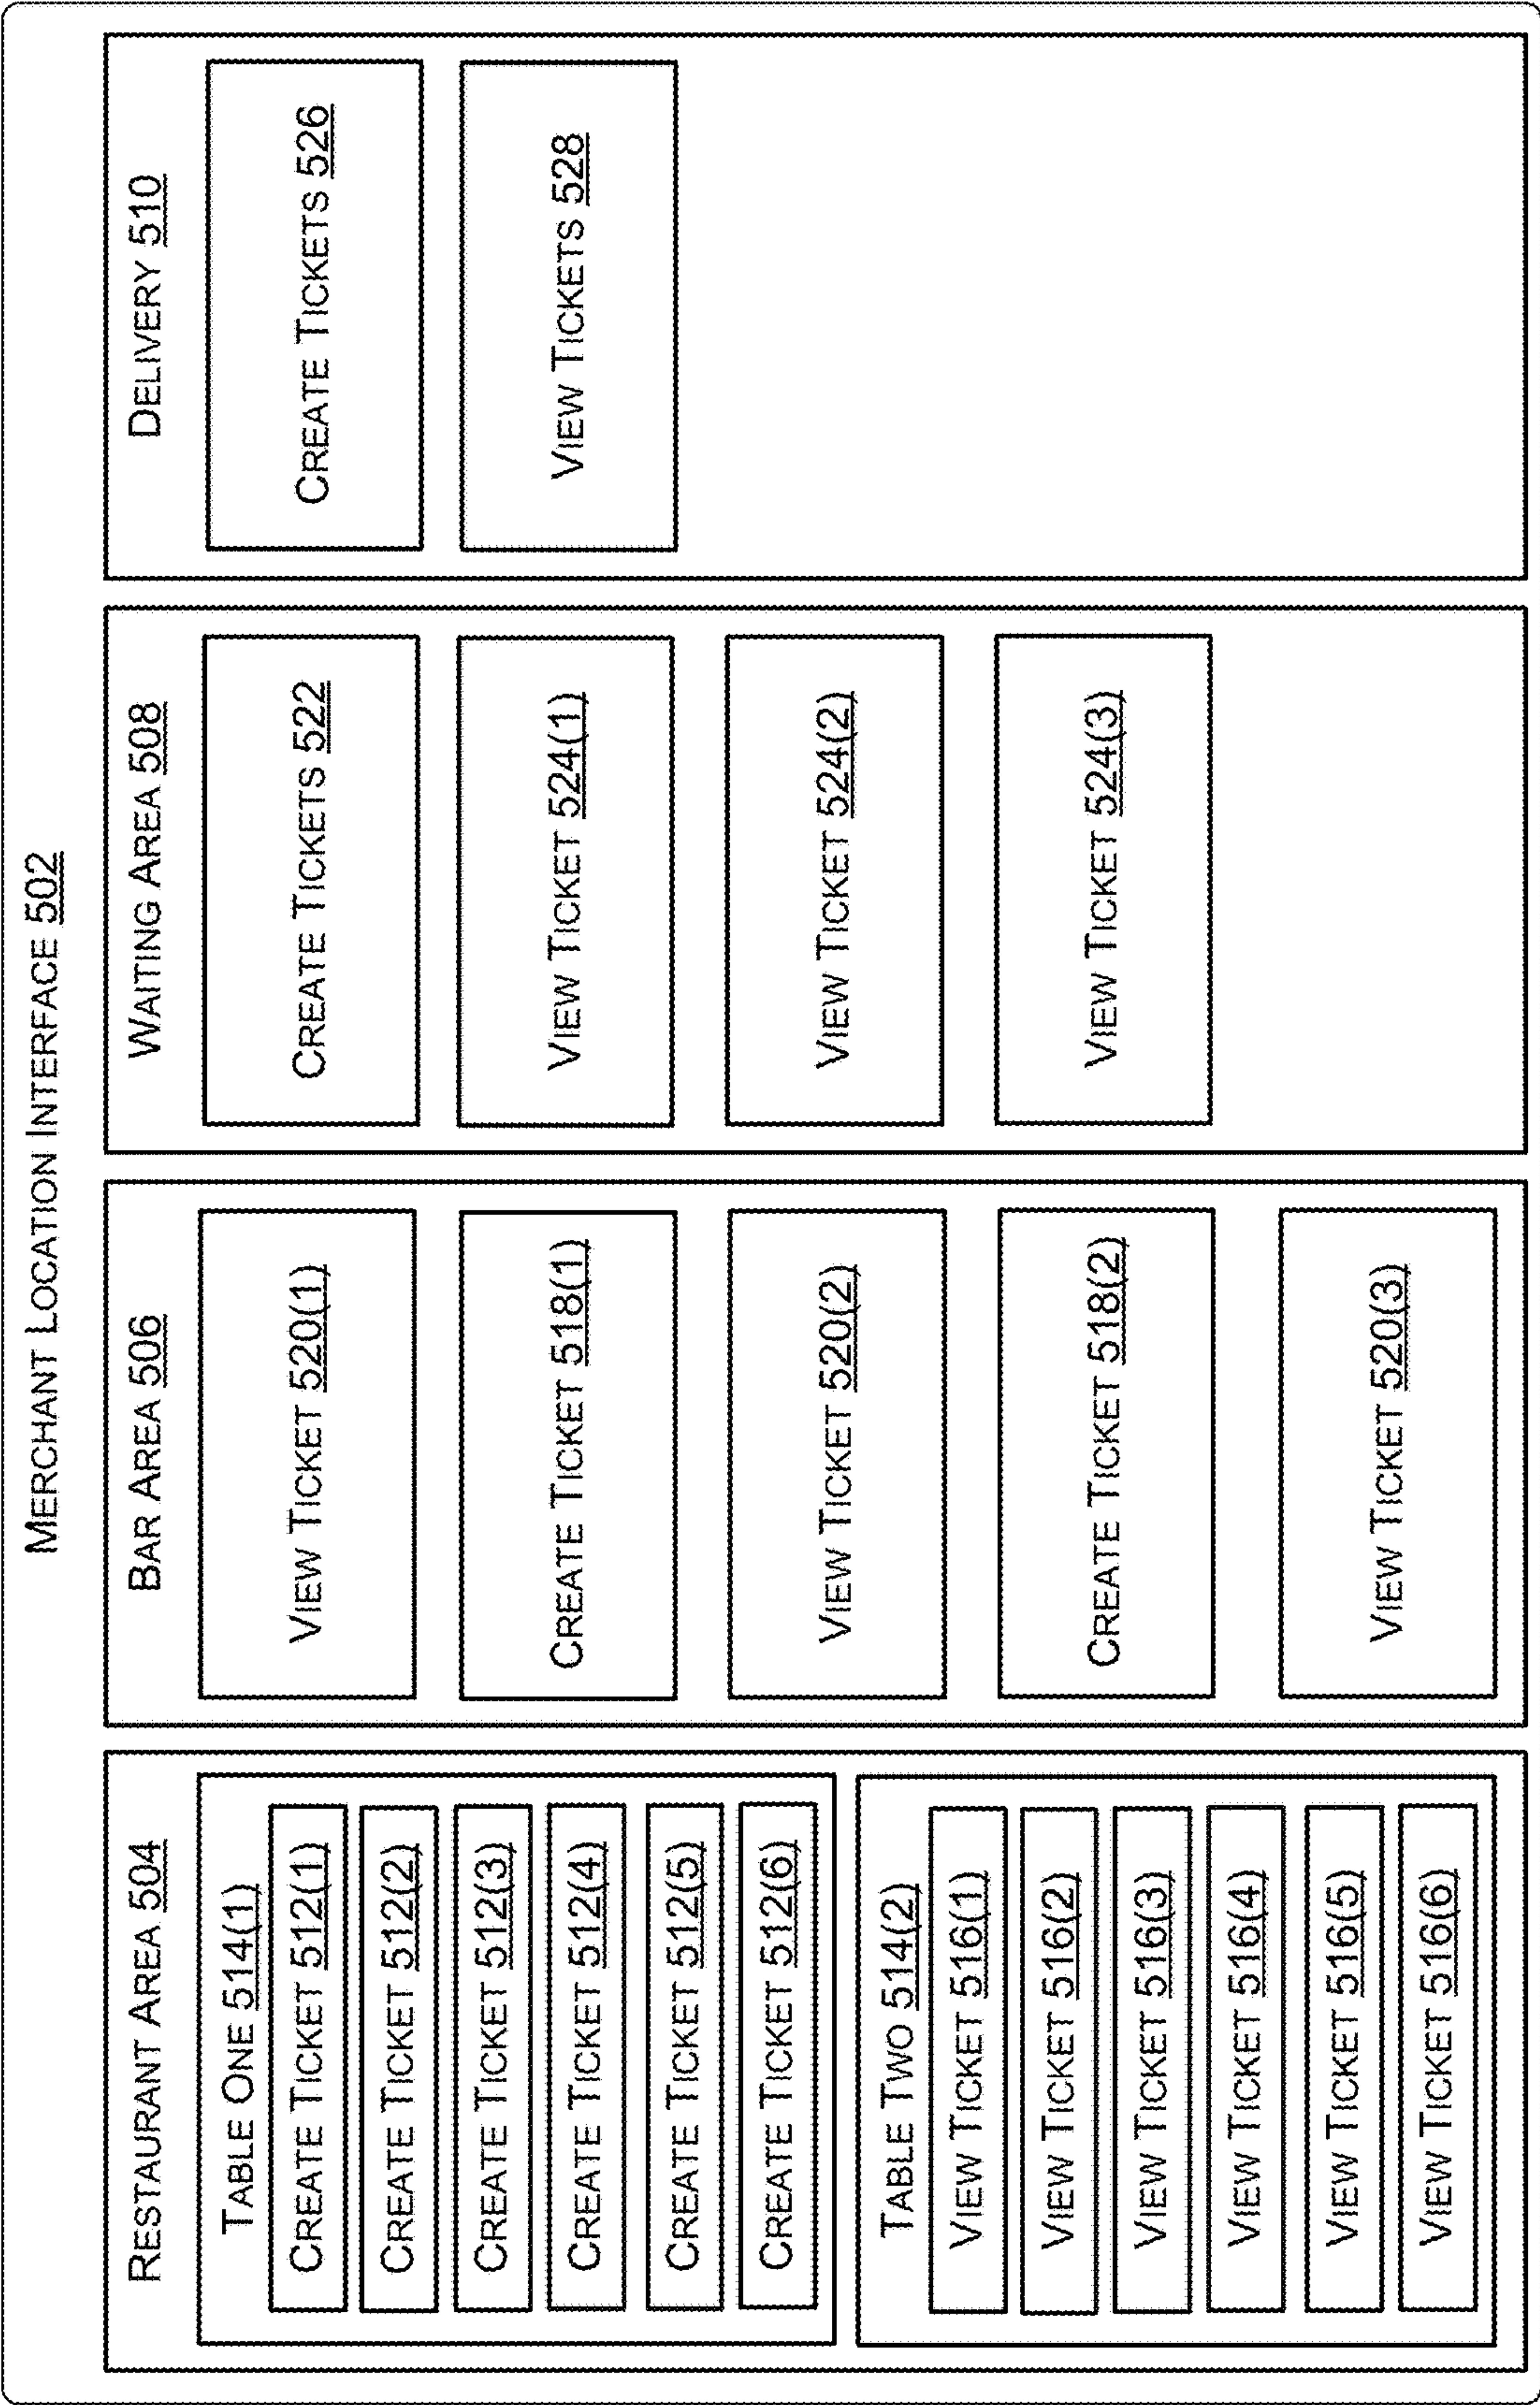 MERCHANT LOCATION INTERFACE 502
RESTAURANT AREA 504
TABLE ONE 514(1)
CREATE TICKET 512(1)
CREATE TICKET 512(2)
CREATE TICKET 512(3)
CREATE TICKET 512(4)
CREATE TICKET 512(5)
CREATE TICKET 512(6)
TABLE TWO 514(2)
VIEW TICKET 516(1)
VIEW TICKET 516(2)
VIEW TICKET 516(3)
VIEW TICKET 516(4)
VIEW TICKET 516(5)
VIEW TICKET 516(6)
BAR AREA 506
VIEW TICKET 520(1)
CREATE TICKET 518(1)
VIEW TICKET 520(2)
CREATE TICKET 518(2)
VIEW TICKET 520(3)
WAITING AREA 508
CREATE TICKETS 522
VIEW TICKET 524(1)
VIEW TICKET 524(2)
VIEW TICKET 524(3)
DELIVERY 510
CREATE TICKETS 526
VIEW TICKETS 528